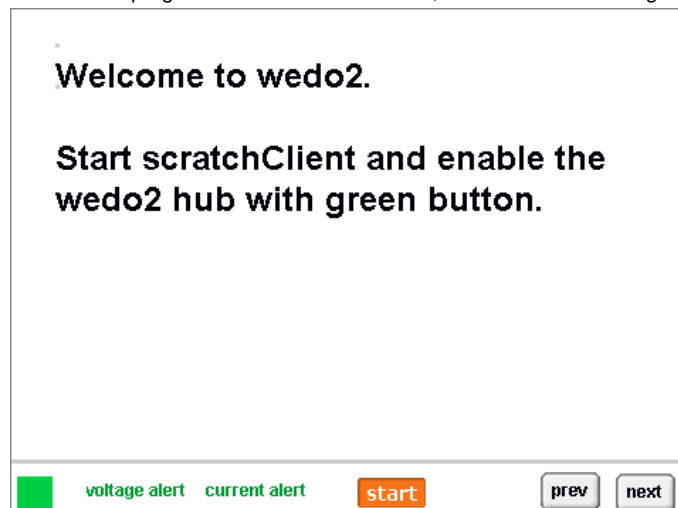 Welcome to wedo2.
Start scratchClient and enable the
wedo2 hub with green button.
voltage alert current alert start prev next